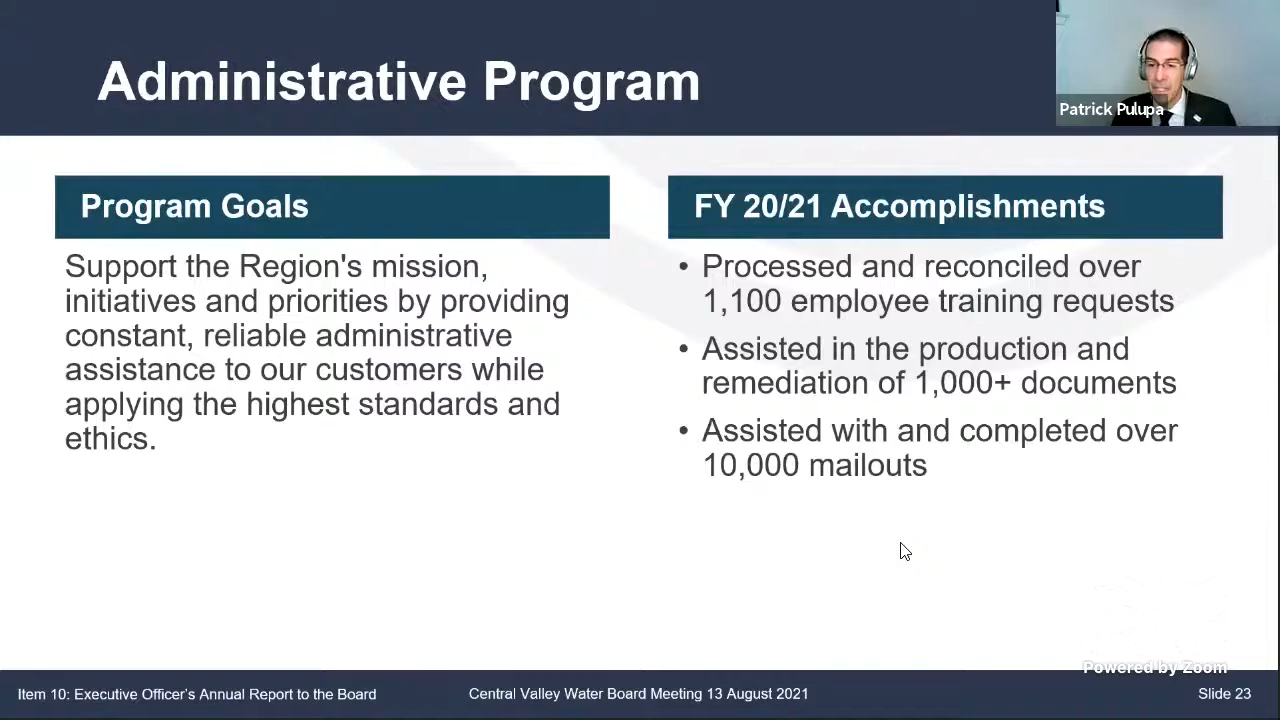 Administrative Program
Patrick Pulupa
Program Goals
Support the Region's mission,
initiatives and priorities by providing
constant, reliable administrative
assistance to our customers while
applying the highest standards and
ethics.
FY 20/21 Accomplishments
• Processed and reconciled over
1,100 employee training requests
• Assisted in the production and
remediation of 1,000+ documents
• Assisted with and completed over
10,000 mailouts
Powered by Zoom
Item 10: Executive Officer's Annual Report to the Board
Central Valley Water Board Meeting 13 August 2021
Slide 23